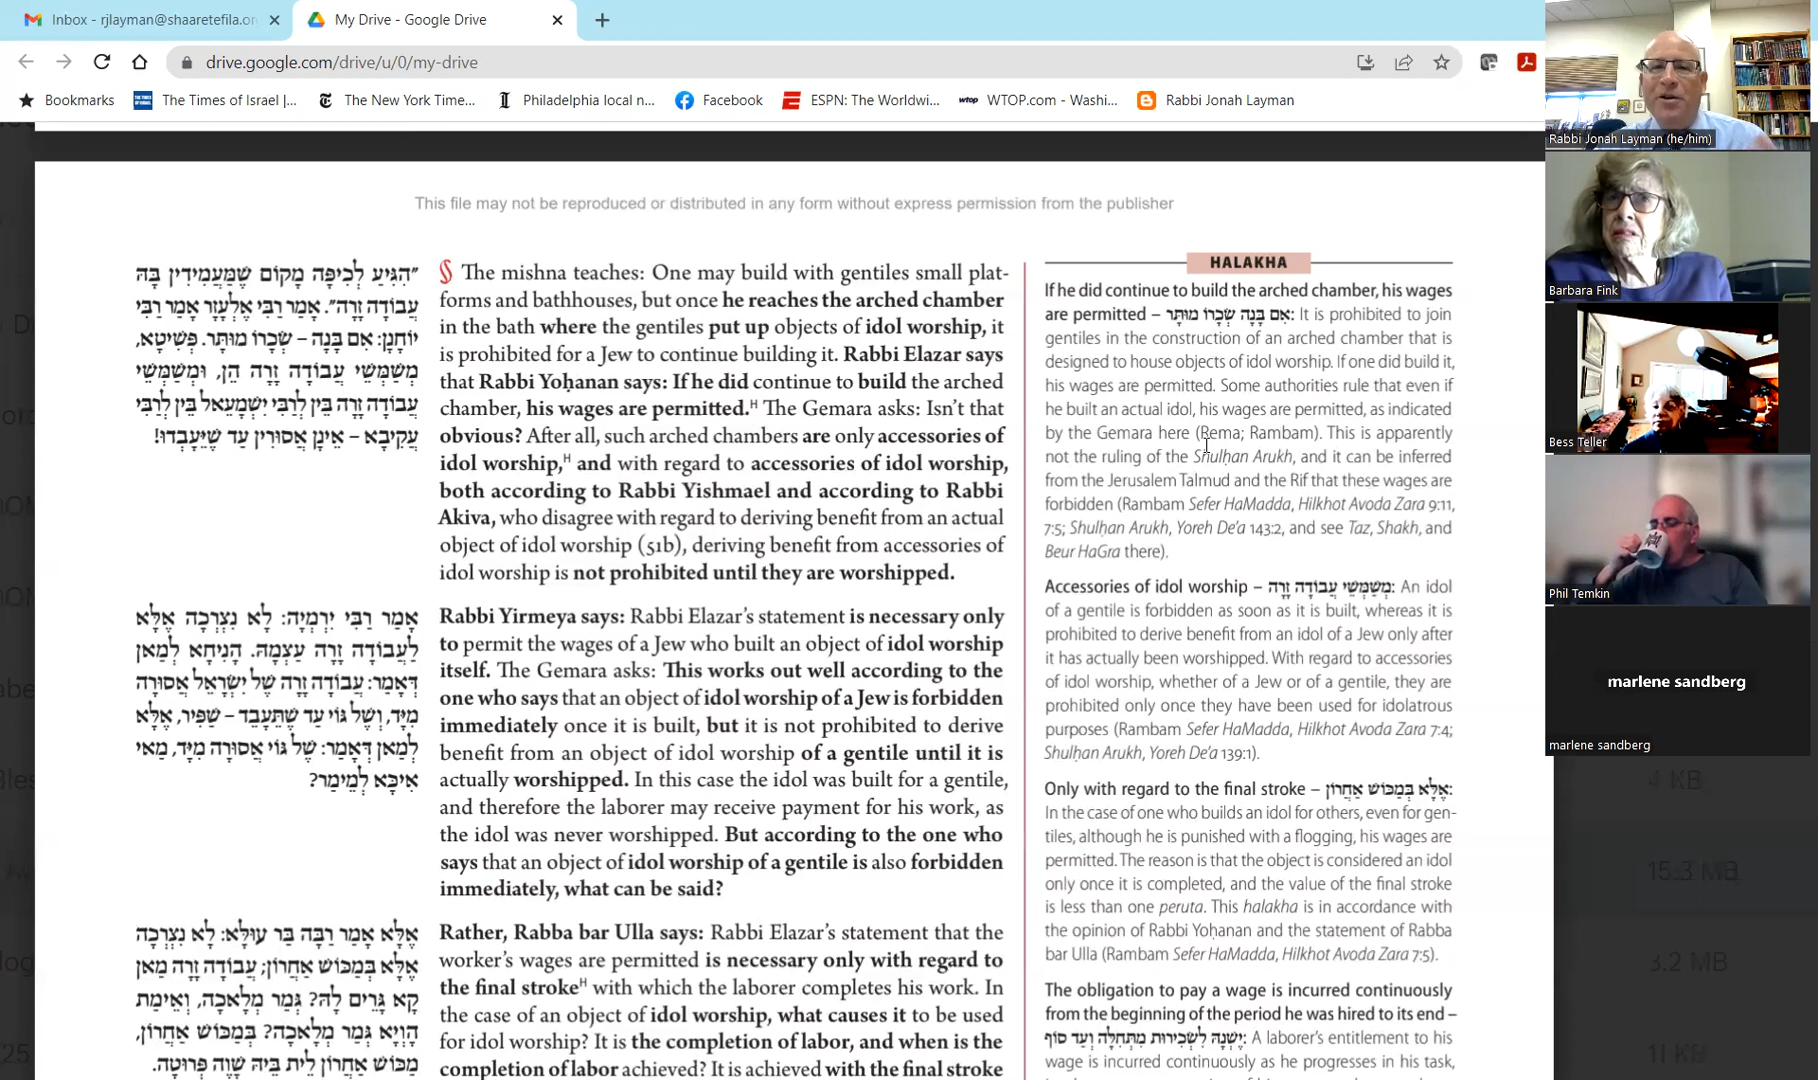 Inbox - rjlayman@shaaretefila.or
My Drive - Google Drive
drive.google.com/drive/u/0/my-drive
Bookmarks
The Times of Israel |...
The New York Time...
Philadelphia local n...
Facebook
ESPN: The Worldwi...
WTOP.com - Washi...
Rabbi Jonah Layman
This file may not be reproduced or distributed in any form without express permission from the publisher
״הִגִּיעַ לְכִיפָּה מָקוֹם שֶׁמַּעֲמִידִין בָּהּ
עֲבוֹדָה זָרָה״. אָמַר רַבִּי אֶלְעָזָר אָמַר רַבִּי
יוֹחָנָן: אִם בָּנָה – שְׂכָרוֹ מוּתָּר. פְּשִׁיטָא,
מְשַׁמְּשֵׁי עֲבוֹדָה זָרָה הֵן, וּמְשַׁמְּשֵׁי
עֲבוֹדָה זָרָה בֵּין לְרַבִּי יִשְׁמָעֵאל בֵּין לְרַבִּי
עֲקִיבָא – אֵינָן אֲסוּרִין עַד שֶׁיֵּעָבְדוּ!
§ The mishna teaches: One may build with gentiles small plat-
forms and bathhouses, but once he reaches the arched chamber
in the bath where the gentiles put up objects of idol worship, it
is prohibited for a Jew to continue building it. Rabbi Elazar says
that Rabbi Yoḥanan says: If he did continue to build the arched
chamber, his wages are permitted.H The Gemara asks: Isn't that
obvious? After all, such arched chambers are only accessories of
idol worship,H and with regard to accessories of idol worship,
both according to Rabbi Yishmael and according to Rabbi
Akiva, who disagree with regard to deriving benefit from an actual
object of idol worship (51b), deriving benefit from accessories of
idol worship is not prohibited until they are worshipped.
אָמַר רַבִּי יִרְמְיָה: לֹא נִצְרְכָה אֶלָּא
לַעֲבוֹדָה זָרָה עַצְמָהּ. הָנִיחָא לְמַאן
דְּאָמַר: עֲבוֹדָה זָרָה שֶׁל יִשְׂרָאֵל אֲסוּרָה
מִיָּד, וְשֶׁל גּוֹי עַד שֶׁתֵּעָבֵד – שַׁפִּיר, אֶלָּא
לְמַאן דְּאָמַר: שֶׁל גּוֹי אֲסוּרָה מִיָּד, מַאי
אִיכָּא לְמֵימַר?
Rabbi Yirmeya says: Rabbi Elazar's statement is necessary only
to permit the wages of a Jew who built an object of idol worship
itself. The Gemara asks: This works out well according to the
one who says that an object of idol worship of a Jew is forbidden
immediately once it is built, but it is not prohibited to derive
benefit from an object of idol worship of a gentile until it is
actually worshipped. In this case the idol was built for a gentile,
and therefore the laborer may receive payment for his work, as
the idol was never worshipped. But according to the one who
says that an object of idol worship of a gentile is also forbidden
immediately, what can be said?
אֶלָּא אָמַר רַבָּה בַּר עוּלָּא: לֹא נִצְרְכָה
אֶלָּא בְּמַכּוֹשׁ אַחֲרוֹן; עֲבוֹדָה זָרָה מַאן
קָא גָּרֵים לָהּ? גְּמַר מְלָאכָה, וְאֵימַת
הָוְיָא גְּמַר מְלָאכָה? בְּמַכּוֹשׁ אַחֲרוֹן,
מַכּוֹשׁ אַחֲרוֹן לֵית בֵּיהּ שָׁוֶה פְּרוּטָה.
Rather, Rabba bar Ulla says: Rabbi Elazar's statement that the
worker's wages are permitted is necessary only with regard to
the final strokeH with which the laborer completes his work. In
the case of an object of idol worship, what causes it to be used
for idol worship? It is the completion of labor, and when is the
completion of labor achieved? It is achieved with the final stroke
HALAKHA
If he did continue to build the arched chamber, his wages
are permitted – אִם בָּנָה שְׂכָרוֹ מוּתָּר: It is prohibited to join
gentiles in the construction of an arched chamber that is
designed to house objects of idol worship. If one did build it,
his wages are permitted. Some authorities rule that even if
he built an actual idol, his wages are permitted, as indicated
by the Gemara here (Rema; Rambam). This is apparently
not the ruling of the Shulḥan Arukh, and it can be inferred
from the Jerusalem Talmud and the Rif that these wages are
forbidden (Rambam Sefer HaMadda, Hilkhot Avoda Zara 9:11,
7:5; Shulḥan Arukh, Yoreh De'a 143:2, and see Taz, Shakh, and
Beur HaGra there).
Accessories of idol worship – מְשַׁמְּשֵׁי עֲבוֹדָה זָרָה: An idol
of a gentile is forbidden as soon as it is built, whereas it is
prohibited to derive benefit from an idol of a Jew only after
it has actually been worshipped. With regard to accessories
of idol worship, whether of a Jew or of a gentile, they are
prohibited only once they have been used for idolatrous
purposes (Rambam Sefer HaMadda, Hilkhot Avoda Zara 7:4;
Shulḥan Arukh, Yoreh De'a 139:1).
Only with regard to the final stroke – אֶלָּא בְּמַכּוֹשׁ אַחֲרוֹן:
In the case of one who builds an idol for others, even for gen-
tiles, although he is punished with a flogging, his wages are
permitted. The reason is that the object is considered an idol
only once it is completed, and the value of the final stroke
is less than one peruta. This halakha is in accordance with
the opinion of Rabbi Yoḥanan and the statement of Rabba
bar Ulla (Rambam Sefer HaMadda, Hilkhot Avoda Zara 7:5).
The obligation to pay a wage is incurred continuously
from the beginning of the period he was hired to its end –
יֶשְׁנָהּ לִשְׂכִירוּת מִתְּחִלָּה וְעַד סוֹף: A laborer's entitlement to his
wage is incurred continuously as he progresses in his task,
Rabbi Jonah Layman (he/him)
Barbara Fink
Bess Teller
Phil Temkin
marlene sandberg
marlene sandberg
4 KB
15.3 MB
3.2 MB
11 KB